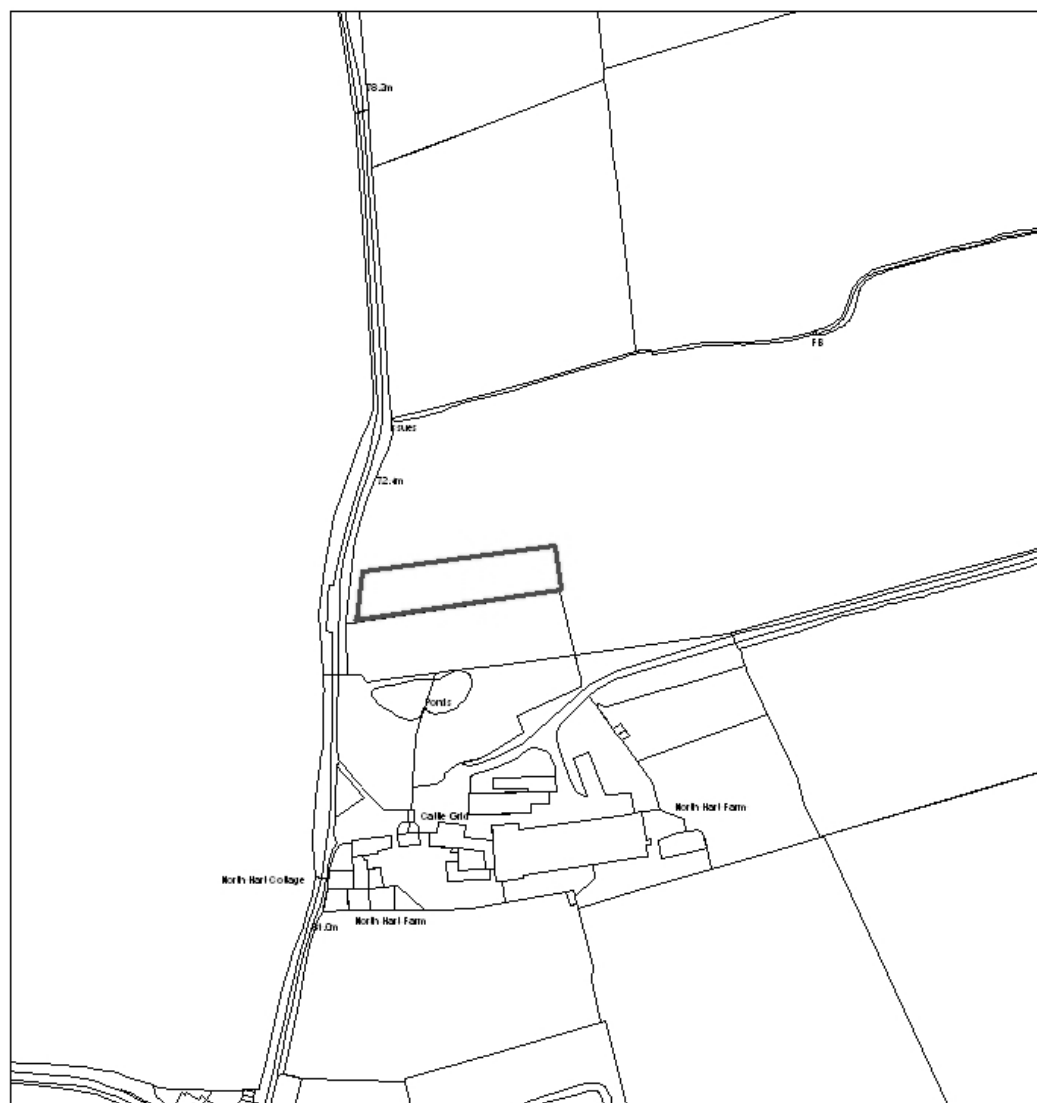 78.3m
FB
Issues
72.4m
Ponds
Cattle Grid
North Hart Farm
North Hart Cottage
North Hart Farm
81.0m